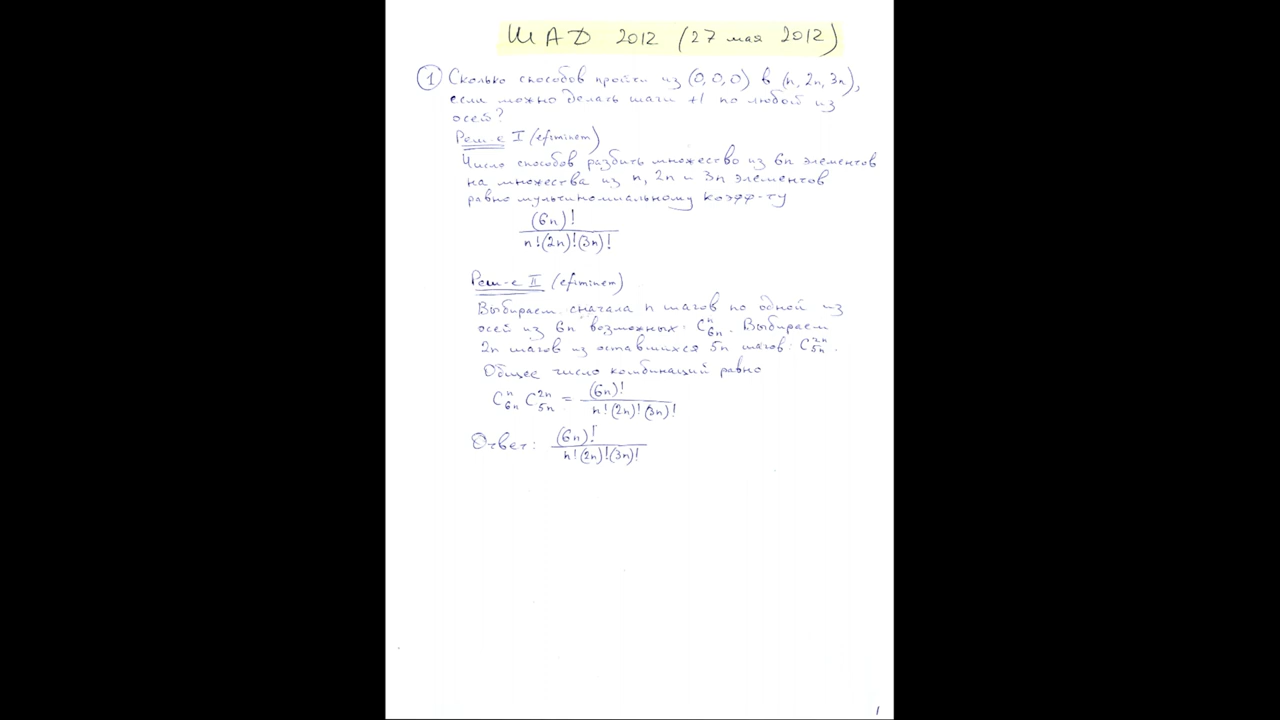 ШАД 2012 (27 мая 2012)
① Сколько способов пройти из (0,0,0) в (n, 2n, 3n),
если можно делать шаги +1 по любой из
осей?
Реш-е I (efiminem)
Число способов разбить множество из 6n элементов
на множества из n, 2n и 3n элементов
равно мультиномиальному коэфф-ту
(6n)!
n!(2n)!(3n)!
Реш-е II (efiminem)
Выбираем сначала n шагов по одной из
осей из 6n возможных: C_{6n}^{n}. Выбираем
2n шагов из оставшихся 5n шагов: C_{5n}^{2n}.
Общее число комбинаций равно
C_{6n}^{n} C_{5n}^{2n} = (6n)! / n!(2n)!(3n)!
Ответ: (6n)! / n!(2n)!(3n)!
1